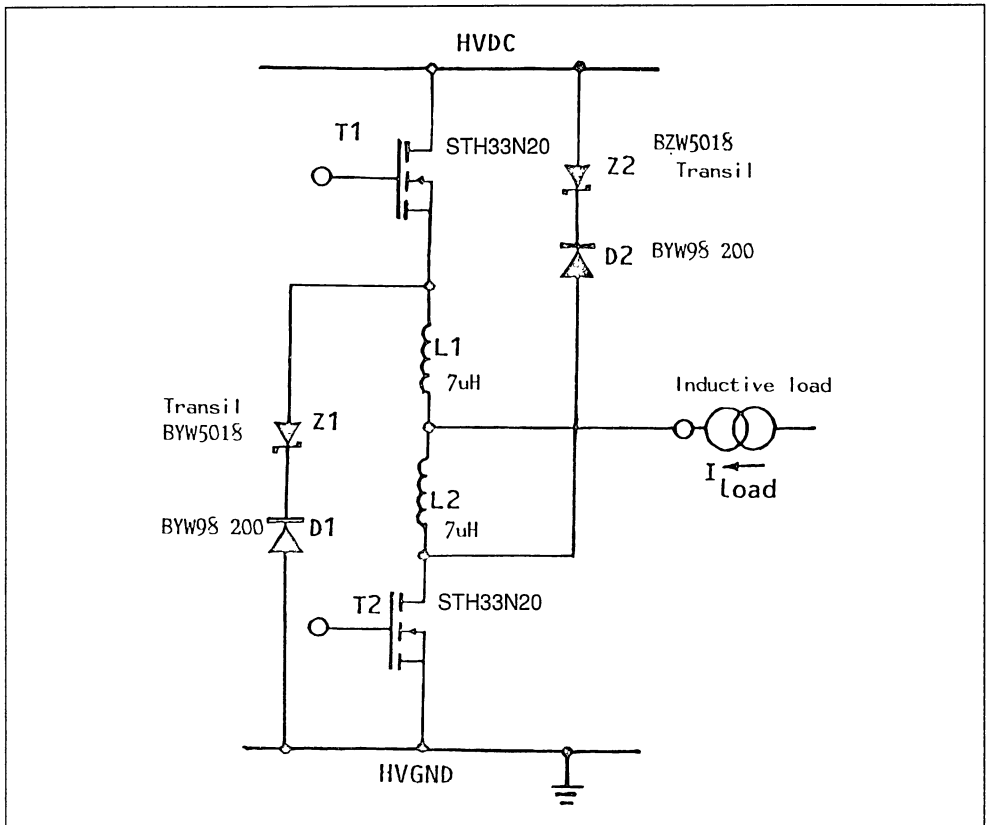 HVDC
T1
STH33N20
BZW5018
Z2
Transil
D2
BYW98 200
L1
7uH
Inductive load
Transil
BYW5018
Z1
I load
L2
7uH
BYW98 200
D1
T2
STH33N20
HVGND